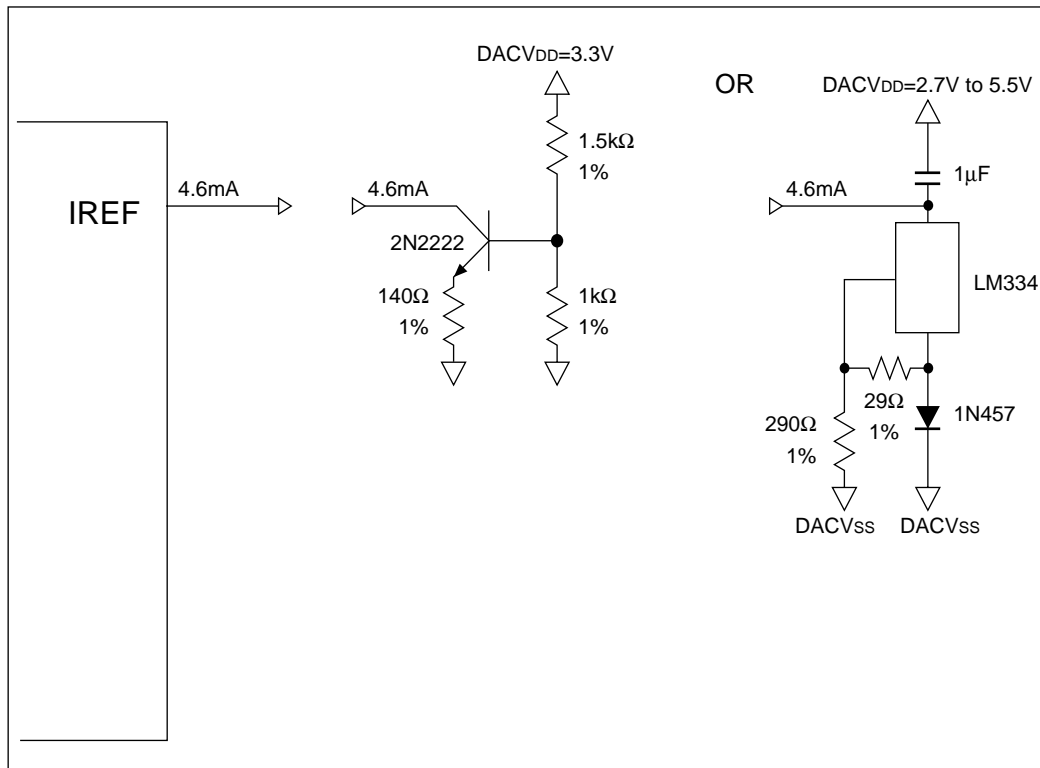 DACVDD=3.3V
OR
DACVDD=2.7V to 5.5V
1.5kΩ
1%
1μF
4.6mA
4.6mA
4.6mA
IREF
2N2222
LM334
140Ω
1%
1kΩ
1%
29Ω
1%
1N457
290Ω
1%
DACVSS
DACVSS